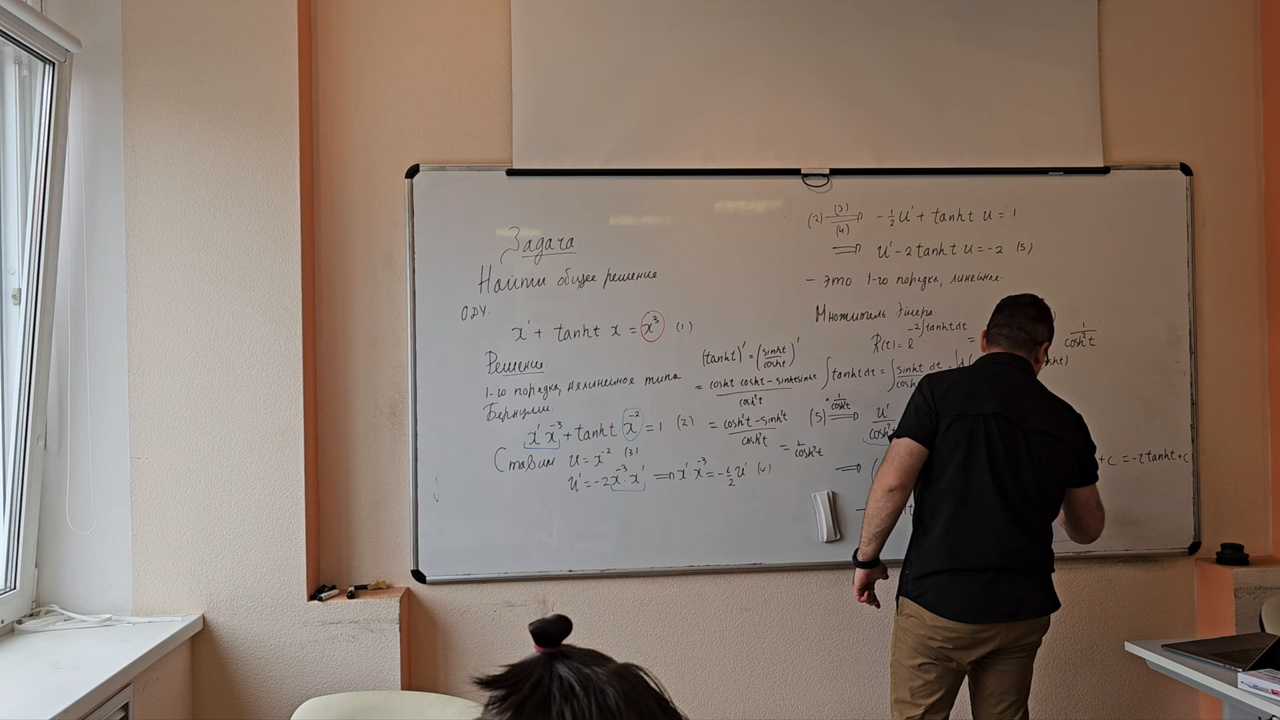 Задача.
Найти общее решение
ОДУ.
x' + tanht x = x³ (1)
Решение.
1-го порядка, нелинейное типа
Бернулли.
x' x⁻³ + tanht x⁻² = 1 (2)
Ставим u = x⁻² (3)
u' = -2x⁻³·x' ⟹ x' x⁻³ = -½u' (4)
(tanht)' = (sinht/cosht)'
= (cosht·cosht - sinht sinht)/cosh²t
= (cosh²t - sinh²t)/cosh²t
= 1/cosh²t
(2) ⟹ (3) (4) -½u' + tanht u = 1
⟹ u' - 2tanht u = -2 (5)
- это 1-го порядка, линейное.
Множитель Эйлера.
R(t) = e^(-2∫tanht dt) = 1/cosh²t
∫tanht dt = ∫ sinht dt
(5) × 1/cosh²t ⟹ u'/cosh²t
⟹ ( + C = -2tanht + C